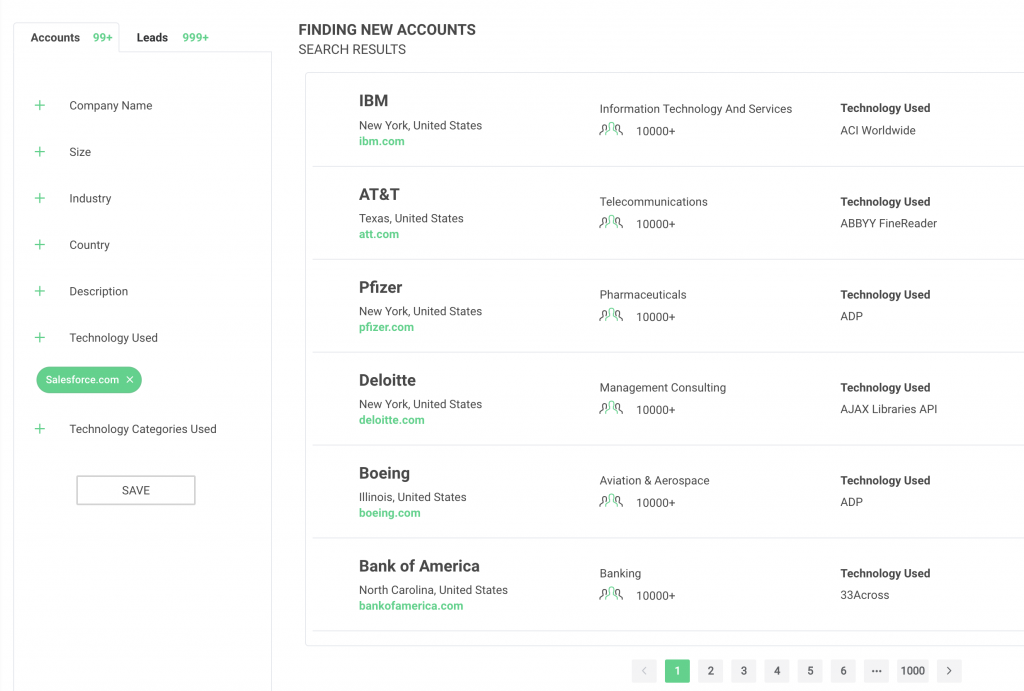 Accounts 99+ Leads 999+
+ Company Name
+ Size
+ Industry
+ Country
+ Description
+ Technology Used
Salesforce.com ×
+ Technology Categories Used
SAVE
FINDING NEW ACCOUNTS
SEARCH RESULTS
IBM
New York, United States
ibm.com
Information Technology And Services
10000+
Technology Used
ACI Worldwide
AT&T
Texas, United States
att.com
Telecommunications
10000+
Technology Used
ABBYY FineReader
Pfizer
New York, United States
pfizer.com
Pharmaceuticals
10000+
Technology Used
ADP
Deloitte
New York, United States
deloitte.com
Management Consulting
10000+
Technology Used
AJAX Libraries API
Boeing
Illinois, United States
boeing.com
Aviation & Aerospace
10000+
Technology Used
ADP
Bank of America
North Carolina, United States
bankofamerica.com
Banking
10000+
Technology Used
33Across
< 1 2 3 4 5 6 ··· 1000 >